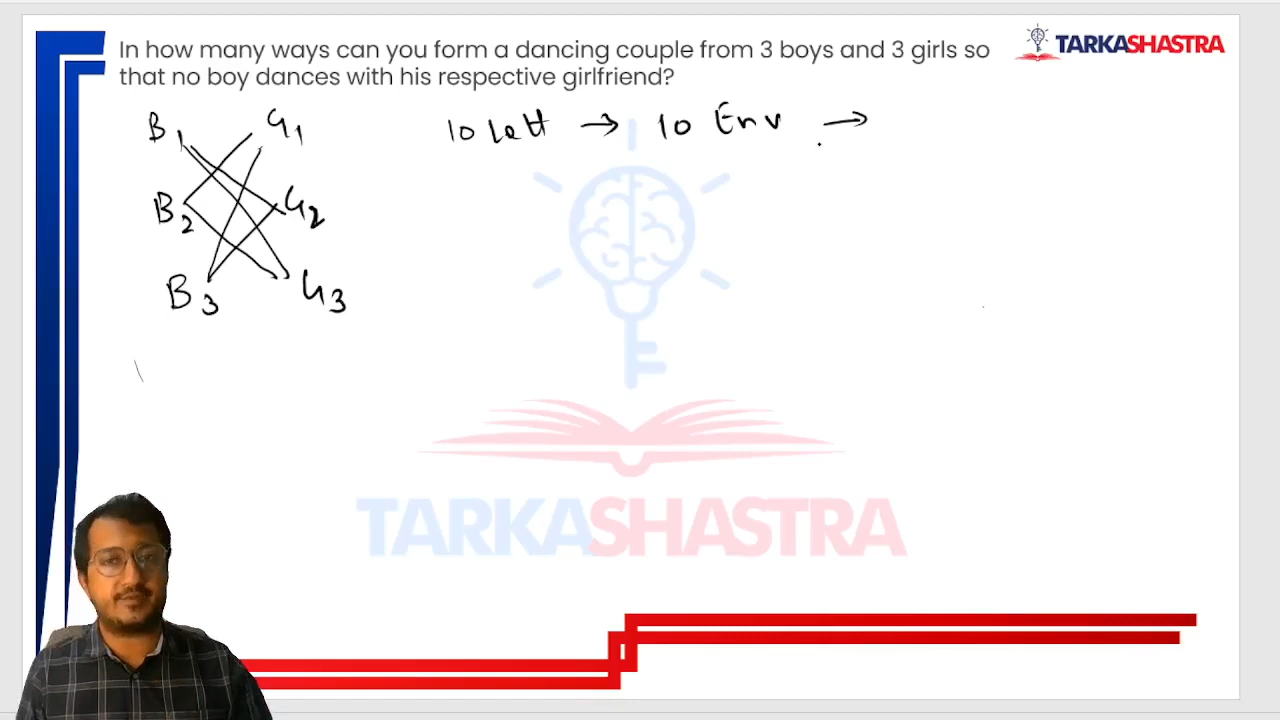 In how many ways can you form a dancing couple from 3 boys and 3 girls so
that no boy dances with his respective girlfriend?
TARKASHASTRA
B1 G1
10 Lett → 10 Env →
B2 G2
B3 G3
TARKASHASTRA